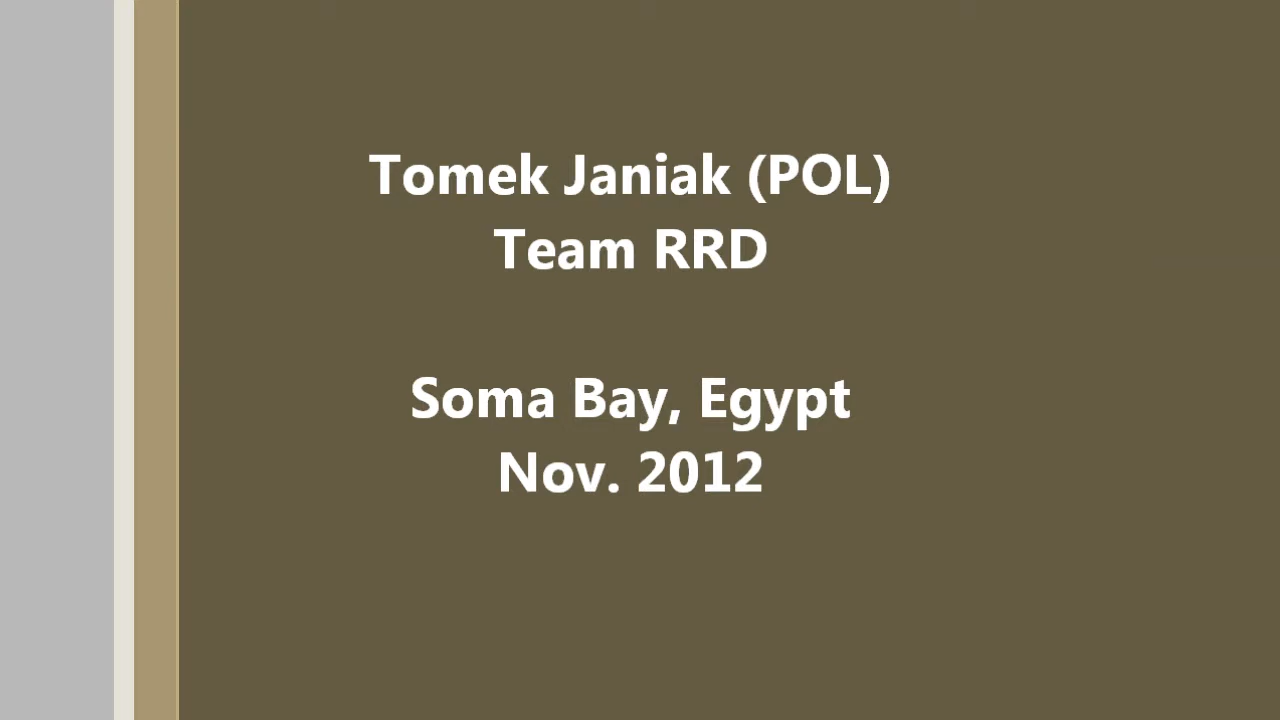 Tomek Janiak (POL)
Team RRD
Soma Bay, Egypt
Nov. 2012